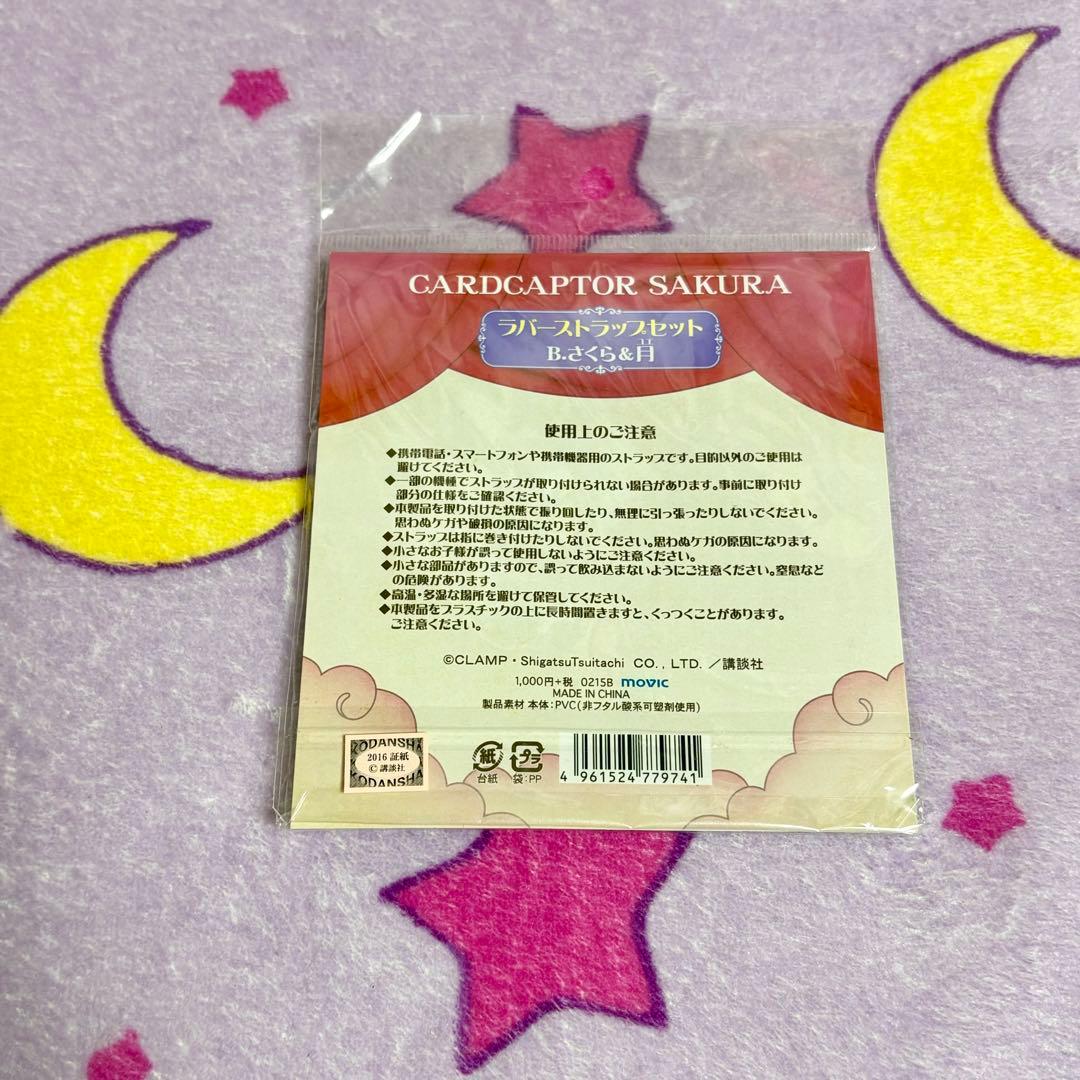 CARDCAPTOR SAKURA
ラバーストラップセット
B.さくら&月
ユエ
使用上のご注意
◆携帯電話・スマートフォンや携帯機器用のストラップです。目的以外のご使用は
避けてください。
◆一部の機種でストラップが取り付けられない場合があります。事前に取り付け
部分の仕様をご確認ください。
◆本製品を取り付けた状態で振り回したり、無理に引っ張ったりしないでください。
思わぬケガや破損の原因になります。
◆ストラップは指に巻き付けたりしないでください。思わぬケガの原因になります。
◆小さなお子様が誤って使用しないようにご注意ください。
◆小さな部品がありますので、誤って飲み込まないようにご注意ください。窒息など
の危険があります。
◆高温・多湿な場所を避けて保管してください。
◆本製品をプラスチックの上に長時間置きますと、くっつくことがあります。
ご注意ください。
©CLAMP・ShigatsuTsuitachi CO., LTD. /講談社
1,000円+税 0215B movic
MADE IN CHINA
製品素材 本体:PVC(非フタル酸系可塑剤使用)
KODANSHA
2016 証紙
© 講談社
KODANSHA
紙
台紙
プラ
袋:PP
4 961524 779741